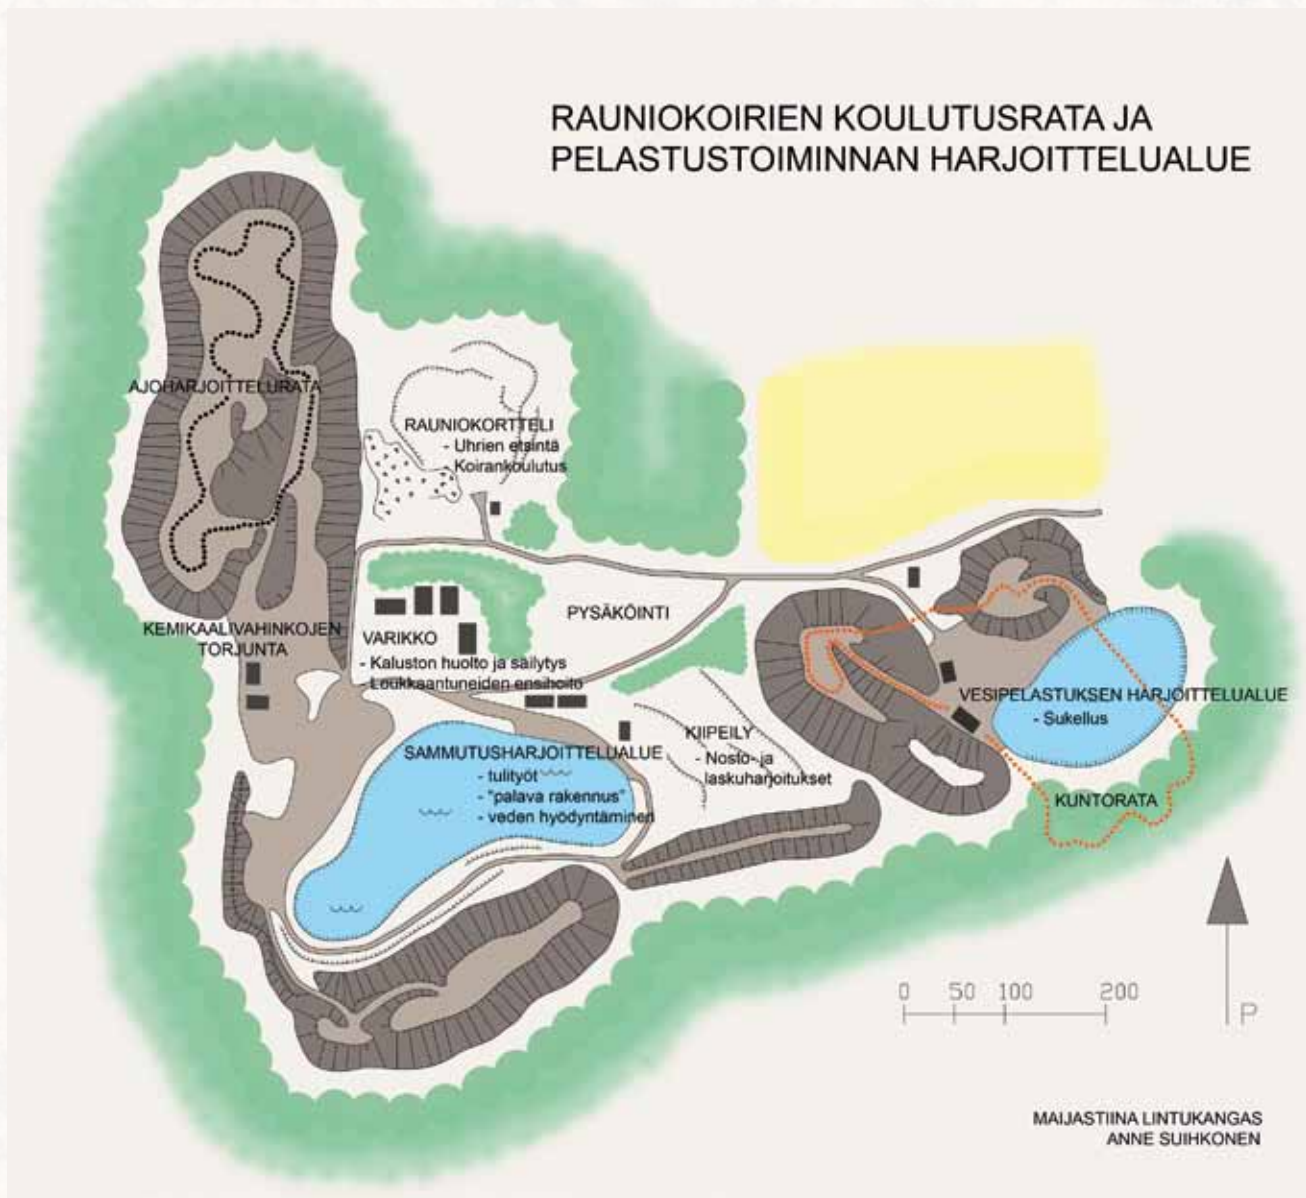 RAUNIOKOIRIEN KOULUTUSRATA JA
PELASTUSTOIMINNAN HARJOITTELUALUE
AJOHARJOITTELURATA
RAUNIOKORTTELI
- Uhrien etsintä
- Koirankoulutus
PYSÄKÖINTI
KEMIKAALIVAHINKOJEN
TORJUNTA
VARIKKO
- Kaluston huolto ja säilytys
- Loukkaantuneiden ensihoito
VESIPELASTUKSEN HARJOITTELUALUE
- Sukellus
KIIPEILY
- Nosto- ja
laskuharjoitukset
SAMMUTUSHARJOITTELUALUE
- tulityöt
- "palava rakennus"
- veden hyödyntäminen
KUNTORATA
0 50 100 200
P
MAIJASTIINA LINTUKANGAS
ANNE SUIHKONEN